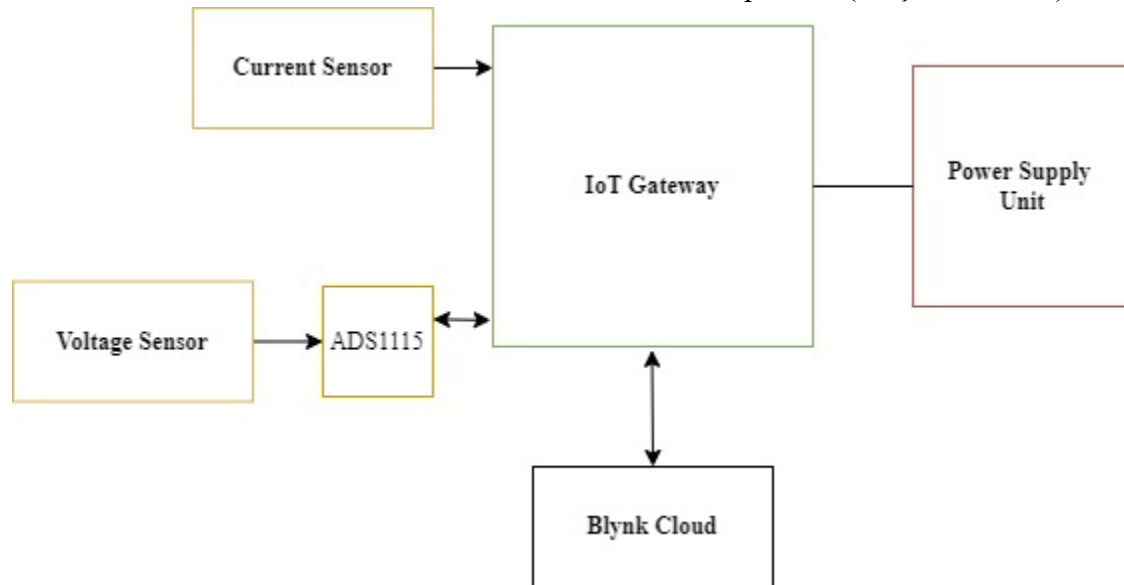 Current Sensor
IoT Gateway
Power Supply
Unit
Voltage Sensor
ADS1115
Blynk Cloud